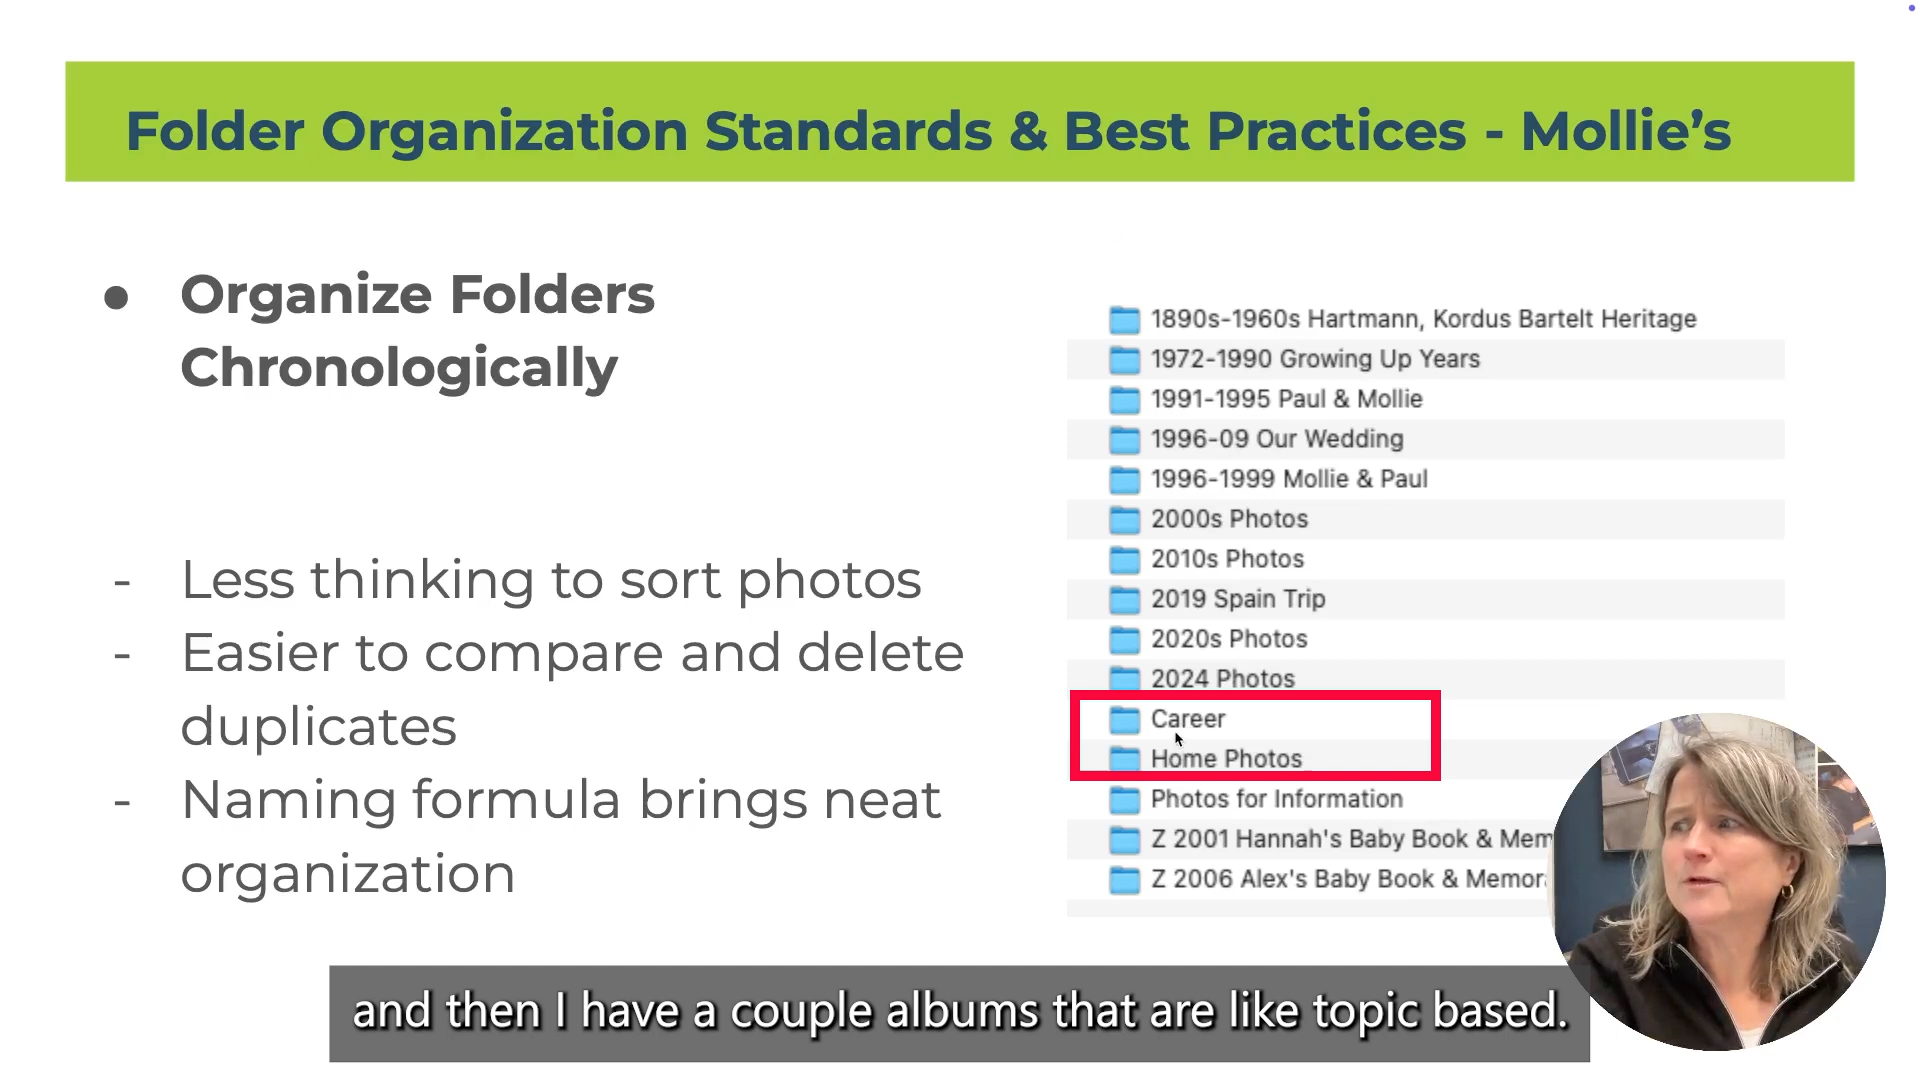 Folder Organization Standards & Best Practices - Mollie’s
● Organize Folders
Chronologically
- Less thinking to sort photos
- Easier to compare and delete
duplicates
- Naming formula brings neat
organization
1890s-1960s Hartmann, Kordus Bartelt Heritage
1972-1990 Growing Up Years
1991-1995 Paul & Mollie
1996-09 Our Wedding
1996-1999 Mollie & Paul
2000s Photos
2010s Photos
2019 Spain Trip
2020s Photos
2024 Photos
Career
Home Photos
Photos for Information
Z 2001 Hannah's Baby Book & Mem
Z 2006 Alex's Baby Book & Memor
and then I have a couple albums that are like topic based.